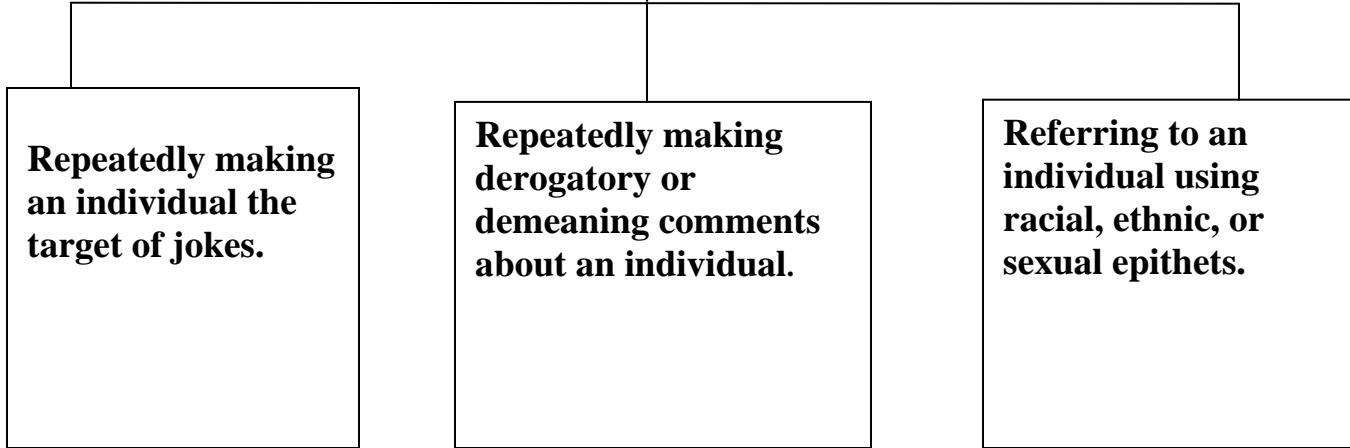 Repeatedly making
an individual the
target of jokes.
Repeatedly making
derogatory or
demeaning comments
about an individual.
Referring to an
individual using
racial, ethnic, or
sexual epithets.